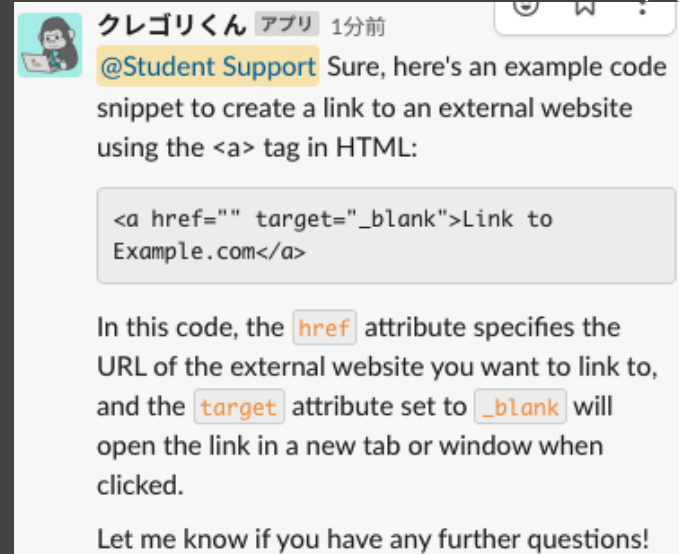 クレゴリくん アプリ 1分前
@Student Support Sure, here's an example code
snippet to create a link to an external website
using the <a> tag in HTML:
<a href="" target="_blank">Link to
Example.com</a>
In this code, the href attribute specifies the
URL of the external website you want to link to,
and the target attribute set to _blank will
open the link in a new tab or window when
clicked.
Let me know if you have any further questions!